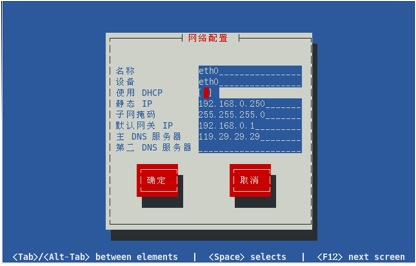 网络配置
名称 eth0
设备 eth0
使用 DHCP [ ]
静态 IP 192.168.0.250
子网掩码 255.255.255.0
默认网关 IP 192.168.0.1
主 DNS 服务器 119.29.29.29
第二 DNS 服务器
确定 取消
<Tab>/<Alt-Tab> between elements | <Space> selects | <F12> next screen